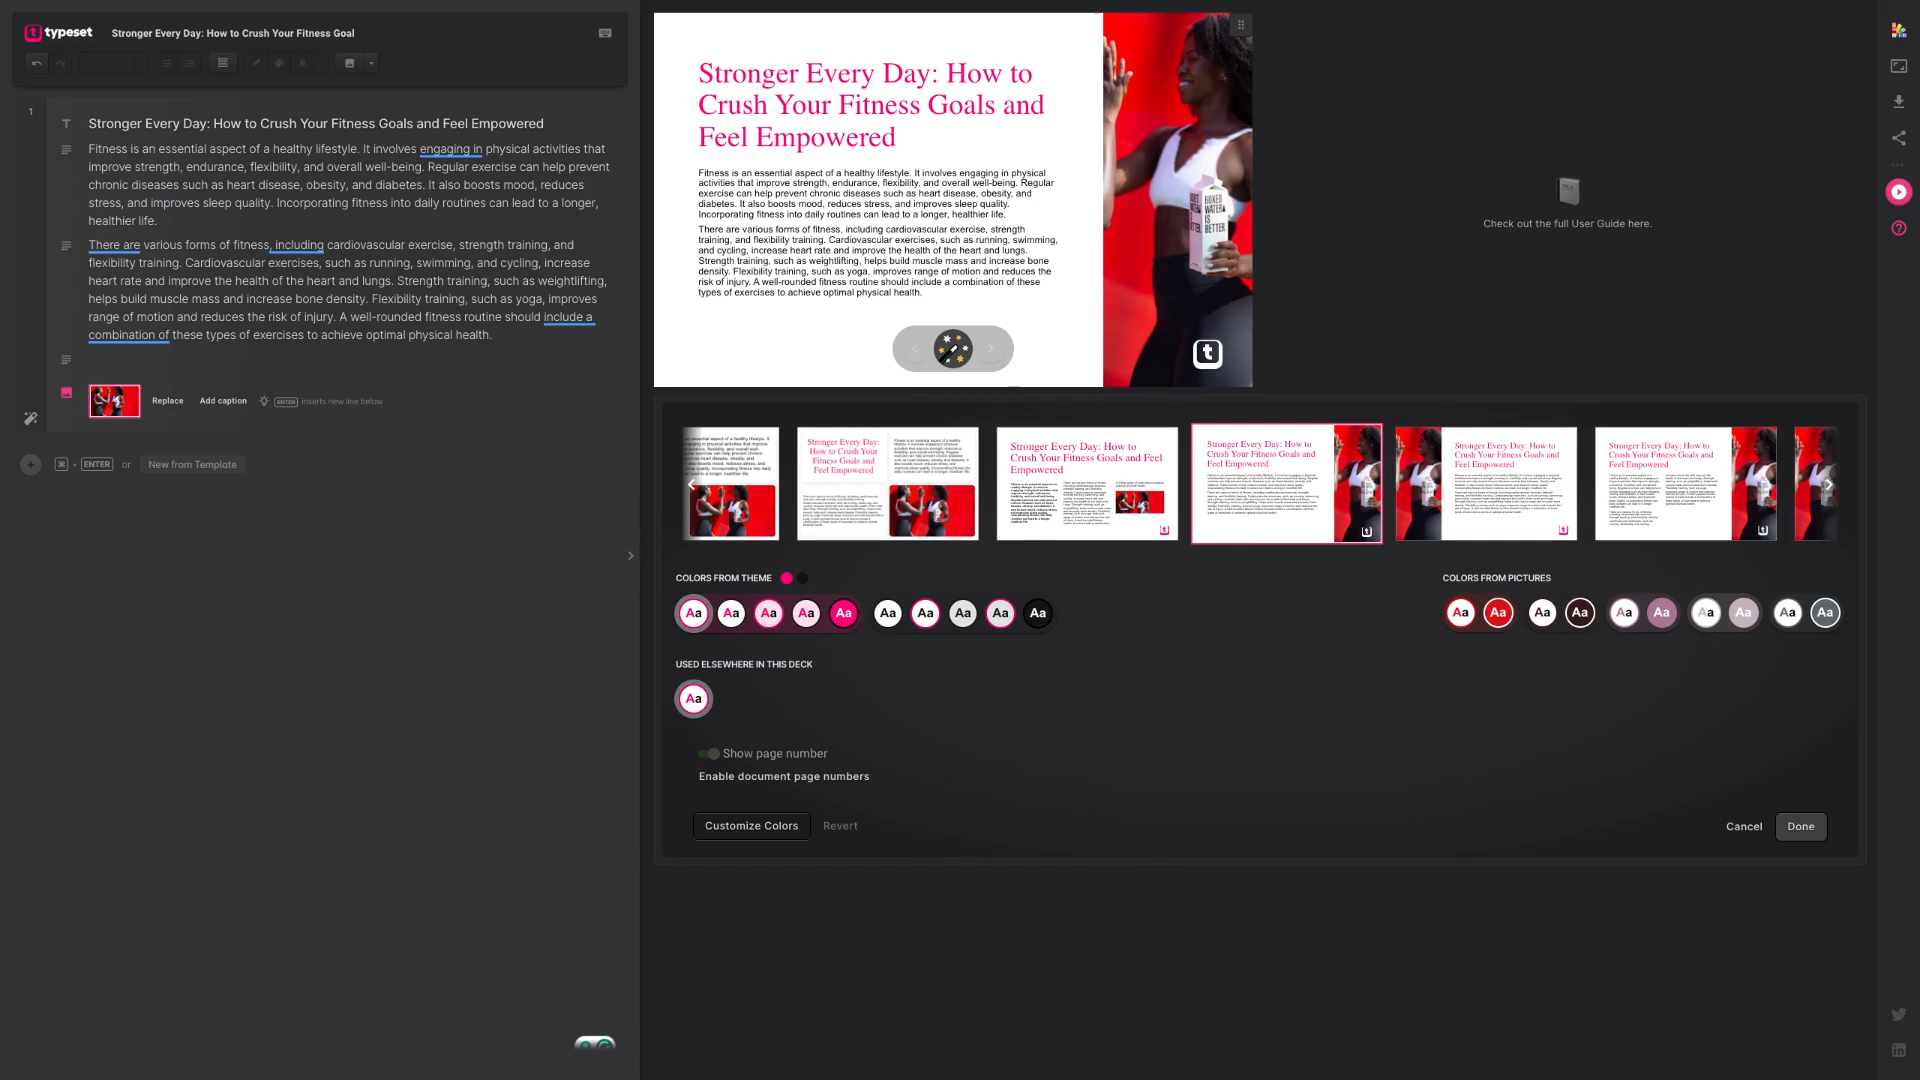 typeset
Stronger Every Day: How to Crush Your Fitness Goal
1
Stronger Every Day: How to Crush Your Fitness Goals and Feel Empowered
Fitness is an essential aspect of a healthy lifestyle. It involves engaging in physical activities that
improve strength, endurance, flexibility, and overall well-being. Regular exercise can help prevent
chronic diseases such as heart disease, obesity, and diabetes. It also boosts mood, reduces
stress, and improves sleep quality. Incorporating fitness into daily routines can lead to a longer,
healthier life.
There are various forms of fitness, including cardiovascular exercise, strength training, and
flexibility training. Cardiovascular exercises, such as running, swimming, and cycling, increase
heart rate and improve the health of the heart and lungs. Strength training, such as weightlifting,
helps build muscle mass and increase bone density. Flexibility training, such as yoga, improves
range of motion and reduces the risk of injury. A well-rounded fitness routine should include a
combination of these types of exercises to achieve optimal physical health.
Replace Add caption ENTER inserts new line below
⌘ + ENTER or New from Template
Stronger Every Day: How to
Crush Your Fitness Goals and
Feel Empowered
Fitness is an essential aspect of a healthy lifestyle. It involves engaging in physical
activities that improve strength, endurance, flexibility, and overall well-being. Regular
exercise can help prevent chronic diseases such as heart disease, obesity, and
diabetes. It also boosts mood, reduces stress, and improves sleep quality.
Incorporating fitness into daily routines can lead to a longer, healthier life.
There are various forms of fitness, including cardiovascular exercise, strength
training, and flexibility training. Cardiovascular exercises, such as running, swimming,
and cycling, increase heart rate and improve the health of the heart and lungs.
Strength training, such as weightlifting, helps build muscle mass and increase bone
density. Flexibility training, such as yoga, improves range of motion and reduces the
risk of injury. A well-rounded fitness routine should include a combination of these
types of exercises to achieve optimal physical health.
BOXED
WATER
IS
BETTER.
Check out the full User Guide here.
Stronger Every Day:
How to Crush Your
Fitness Goals and
Feel Empowered
Stronger Every Day: How to
Crush Your Fitness Goals and Feel
Empowered
Stronger Every Day: How to
Crush Your Fitness Goals and
Feel Empowered
Stronger Every Day: How to
Crush Your Fitness Goals and
Feel Empowered
Stronger Every Day: How to
Crush Your Fitness Goals and
Feel Empowered
COLORS FROM THEME
Aa Aa Aa Aa Aa Aa Aa Aa Aa Aa
COLORS FROM PICTURES
Aa Aa Aa Aa Aa Aa Aa Aa Aa Aa
USED ELSEWHERE IN THIS DECK
Aa
Show page number
Enable document page numbers
Customize Colors Revert
Cancel Done